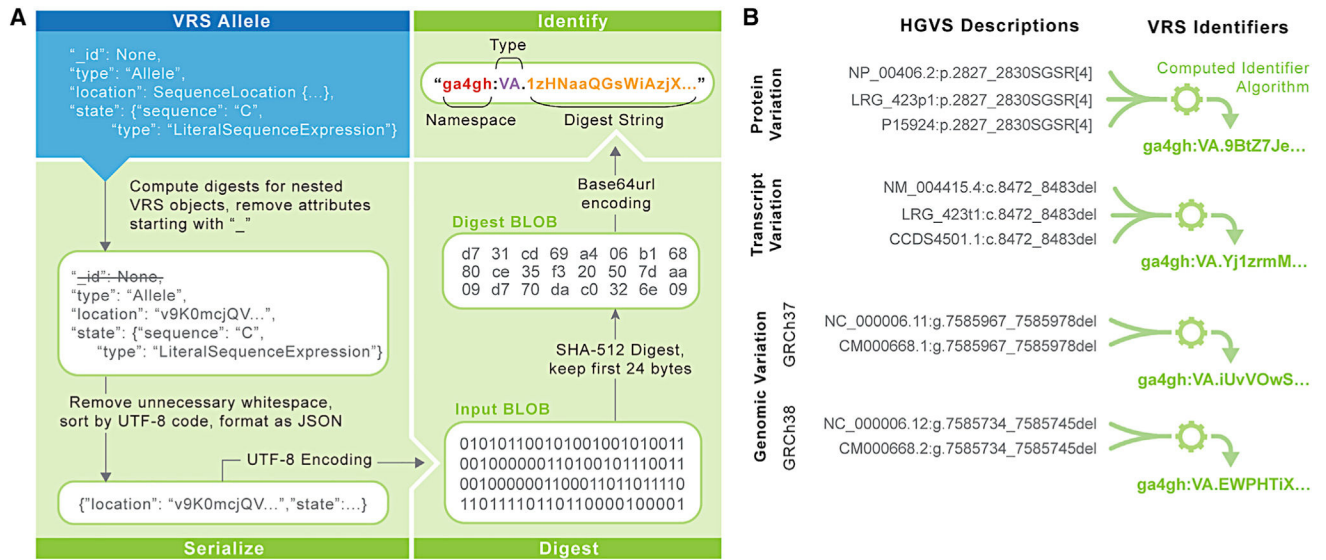 A
VRS Allele
“_id”: None,
“type”: “Allele”,
“location”: SequenceLocation {...},
“state”: {“sequence”: “C”,
“type”: “LiteralSequenceExpression”}
Compute digests for nested
VRS objects, remove attributes
starting with “_”
“_id”: None,
“type”: “Allele”,
“location”: “v9K0mcjQV...”,
“state”: {“sequence”: “C”,
“type”: “LiteralSequenceExpression”}
Remove unnecessary whitespace,
sort by UTF-8 code, format as JSON
UTF-8 Encoding
{”location”: “v9K0mcjQV...”,“state”:...}
Serialize
Identify
Type
“ga4gh:VA.1zHNaaQGsWiAzjX...”
Namespace
Digest String
Base64url
encoding
Digest BLOB
d7 31 cd 69 a4 06 b1 68
80 ce 35 f3 20 50 7d aa
09 d7 70 da c0 32 6e 09
SHA-512 Digest,
keep first 24 bytes
Input BLOB
010101100101001001010011
001000000110100101110011
001000000110001101101110
110111101101100001000001
Digest
B
HGVS Descriptions
VRS Identifiers
Computed Identifier
Algorithm
Protein
Variation
NP_00406.2:p.2827_2830SGSR[4]
LRG_423p1:p.2827_2830SGSR[4]
P15924:p.2827_2830SGSR[4]
ga4gh:VA.9BtZ7Je...
Transcript
Variation
NM_004415.4:c.8472_8483del
LRG_423t1:c.8472_8483del
CCDS4501.1:c.8472_8483del
ga4gh:VA.Yj1zrmM...
Genomic Variation
GRCh37
NC_000006.11:g.7585967_7585978del
CM000668.1:g.7585967_7585978del
ga4gh:VA.iUvVOwS...
GRCh38
NC_000006.12:g.7585734_7585745del
CM000668.2:g.7585734_7585745del
ga4gh:VA.EWPHTiX...